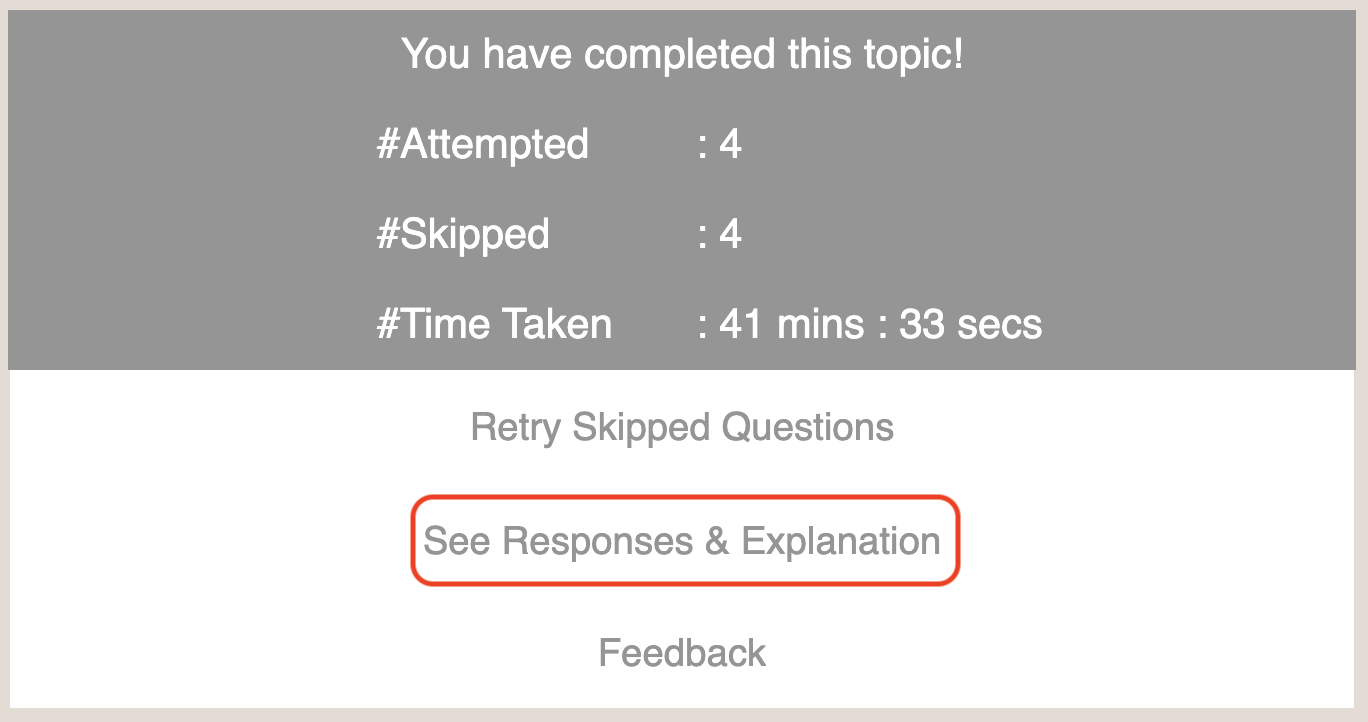 You have completed this topic!
#Attempted : 4
#Skipped : 4
#Time Taken : 41 mins : 33 secs
Retry Skipped Questions
See Responses & Explanation
Feedback